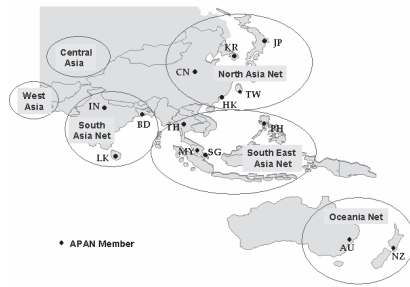 JP
KR
Central
Asia
CN
North Asia Net
West
Asia
TW
IN
HK
BD
TH
PH
South
Asia Net
MY
SG
South East
Asia Net
LK
Oceania Net
APAN Member
AU
NZ